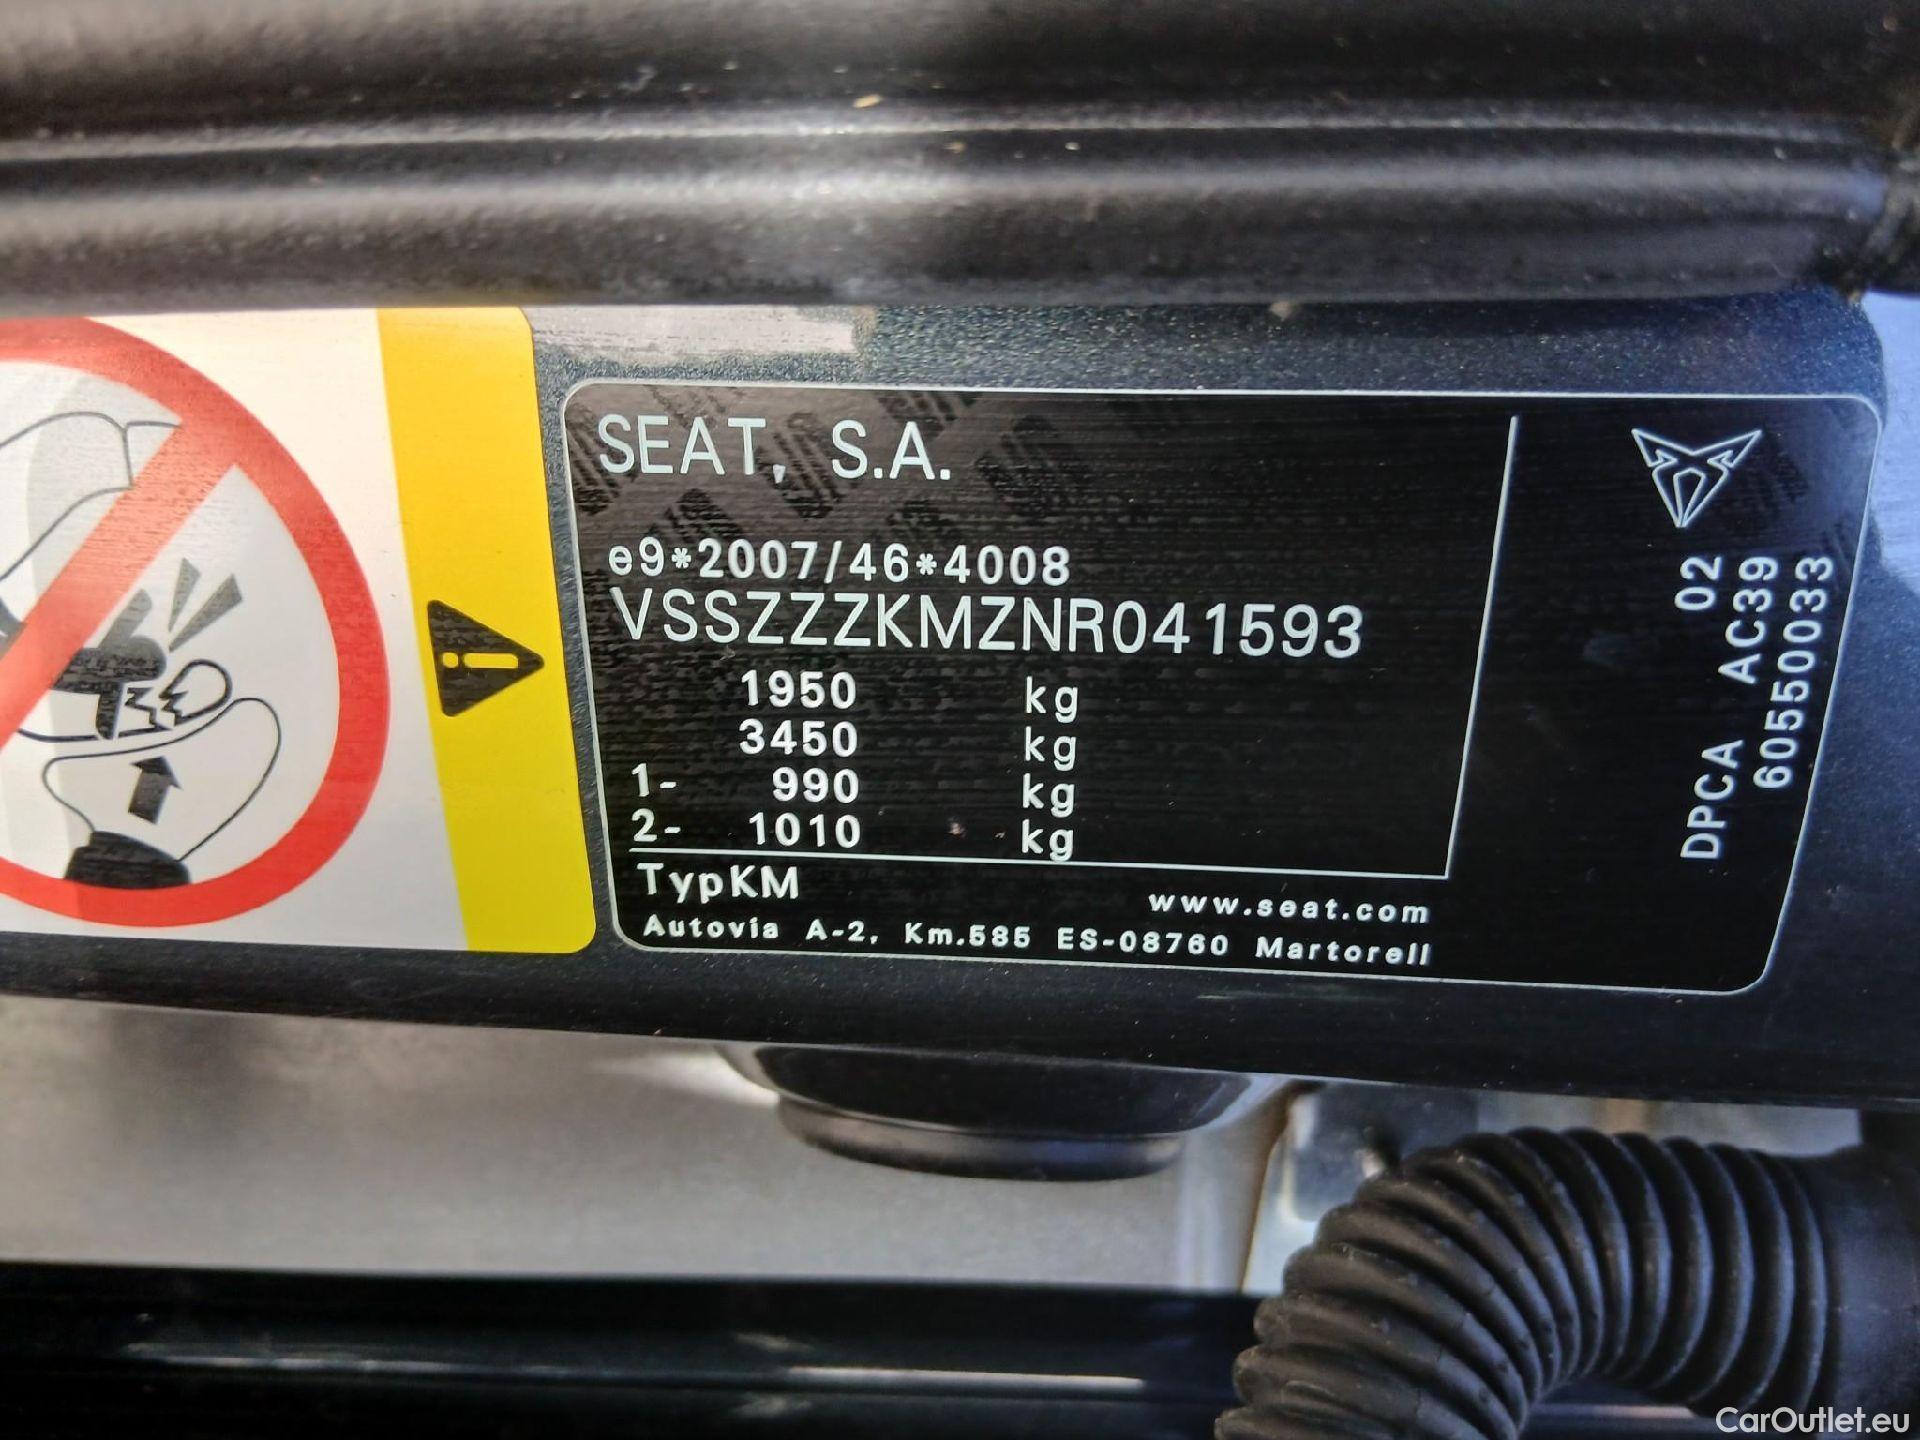 SEAT, S.A.
e9*2007/46*4008
VSSZZZKMZNR041593
1950 kg
3450 kg
1- 990 kg
2- 1010 kg
TypKM
www.seat.com
Autovia A-2, Km.585 ES-08760 Martorell
02
DPCA AC39
60550033
CarOutlet.eu